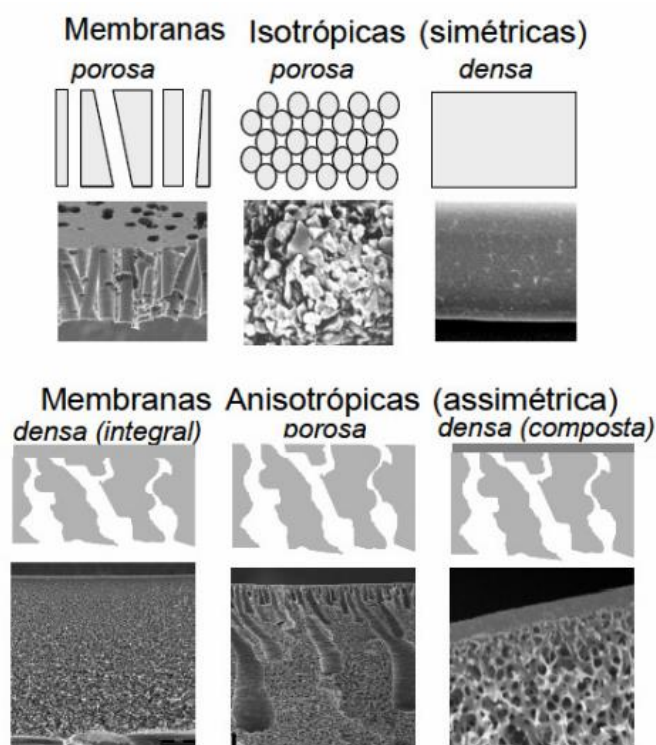 Membranas Isotrópicas (simétricas)
porosa porosa densa
Membranas Anisotrópicas (assimétrica)
densa (integral) porosa densa (composta)